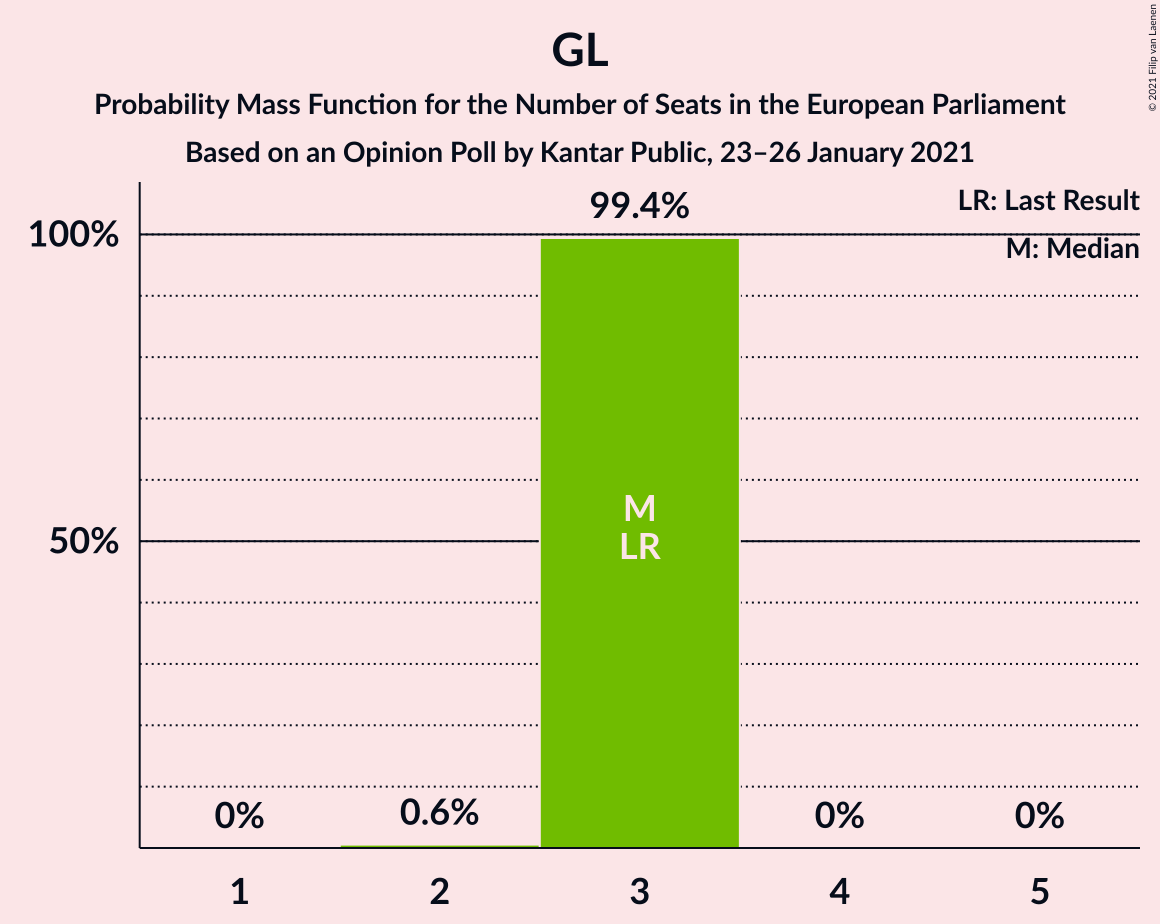 GL
Probability Mass Function for the Number of Seats in the European Parliament
Based on an Opinion Poll by Kantar Public, 23–26 January 2021
© 2021 Filip van Laenen
LR: Last Result
M: Median
100%
50%
0%
0.6%
99.4%
0%
0%
M
LR
1
2
3
4
5